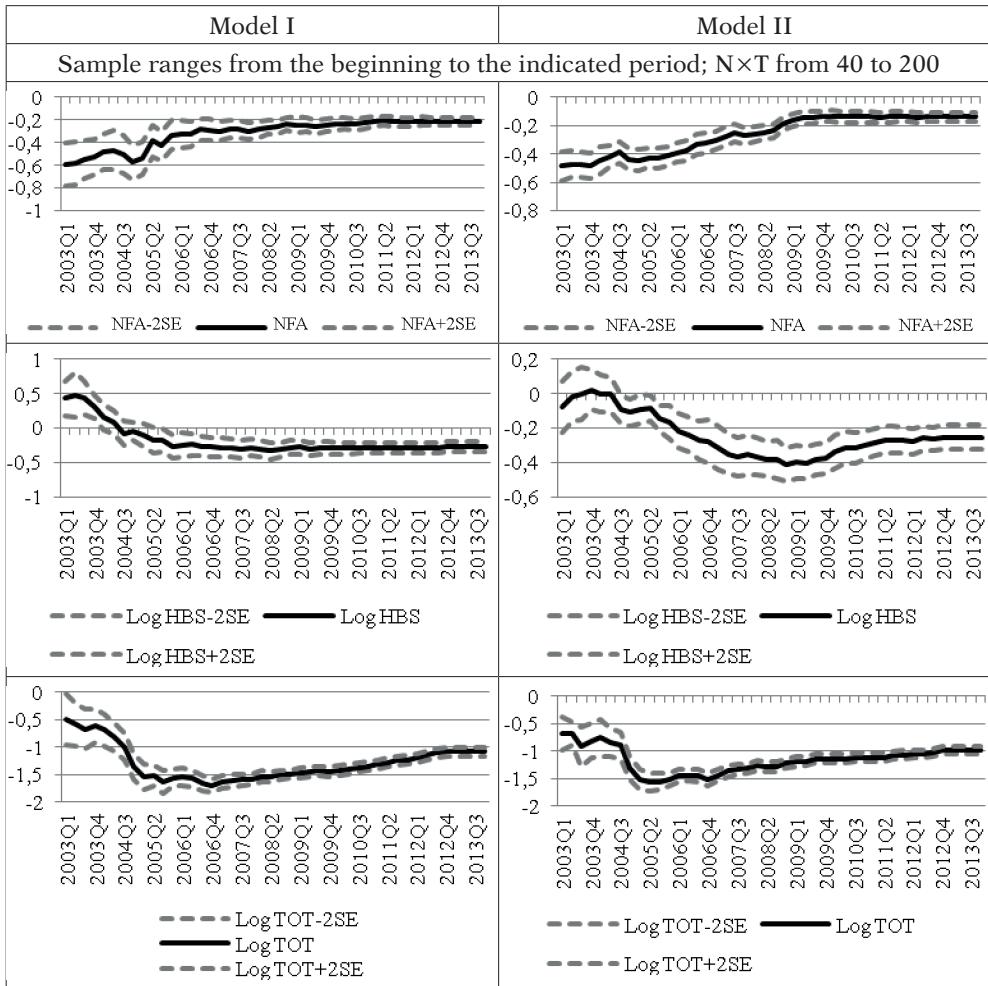 Model I
Model II
Sample ranges from the beginning to the indicated period; N×T from 40 to 200
0
-0,2
-0,4
-0,6
-0,8
-1
2003Q1
2003Q4
2004Q3
2005Q2
2006Q1
2006Q4
2007Q3
2008Q2
2009Q1
2009Q4
2010Q3
2011Q2
2012Q1
2012Q4
2013Q3
NFA-2SE NFA NFA+2SE
0
-0,2
-0,4
-0,6
-0,8
2003Q1
2003Q4
2004Q3
2005Q2
2006Q1
2006Q4
2007Q3
2008Q2
2009Q1
2009Q4
2010Q3
2011Q2
2012Q1
2012Q4
2013Q3
NFA-2SE NFA NFA+2SE
1
0,5
0
-0,5
-1
2003Q1
2003Q4
2004Q3
2005Q2
2006Q1
2006Q4
2007Q3
2008Q2
2009Q1
2009Q4
2010Q3
2011Q2
2012Q1
2012Q4
2013Q3
Log HBS-2SE Log HBS
Log HBS+2SE
0,2
0
-0,2
-0,4
-0,6
2003Q1
2003Q4
2004Q3
2005Q2
2006Q1
2006Q4
2007Q3
2008Q2
2009Q1
2009Q4
2010Q3
2011Q2
2012Q1
2012Q4
2013Q3
Log HBS-2SE Log HBS
Log HBS+2SE
0
-0,5
-1
-1,5
-2
2003Q1
2003Q4
2004Q3
2005Q2
2006Q1
2006Q4
2007Q3
2008Q2
2009Q1
2009Q4
2010Q3
2011Q2
2012Q1
2012Q4
2013Q3
Log TOT-2SE
Log TOT
Log TOT+2SE
0
-0,5
-1
-1,5
-2
2003Q1
2003Q4
2004Q3
2005Q2
2006Q1
2006Q4
2007Q3
2008Q2
2009Q1
2009Q4
2010Q3
2011Q2
2012Q1
2012Q4
2013Q3
Log TOT-2SE Log TOT
Log TOT+2SE